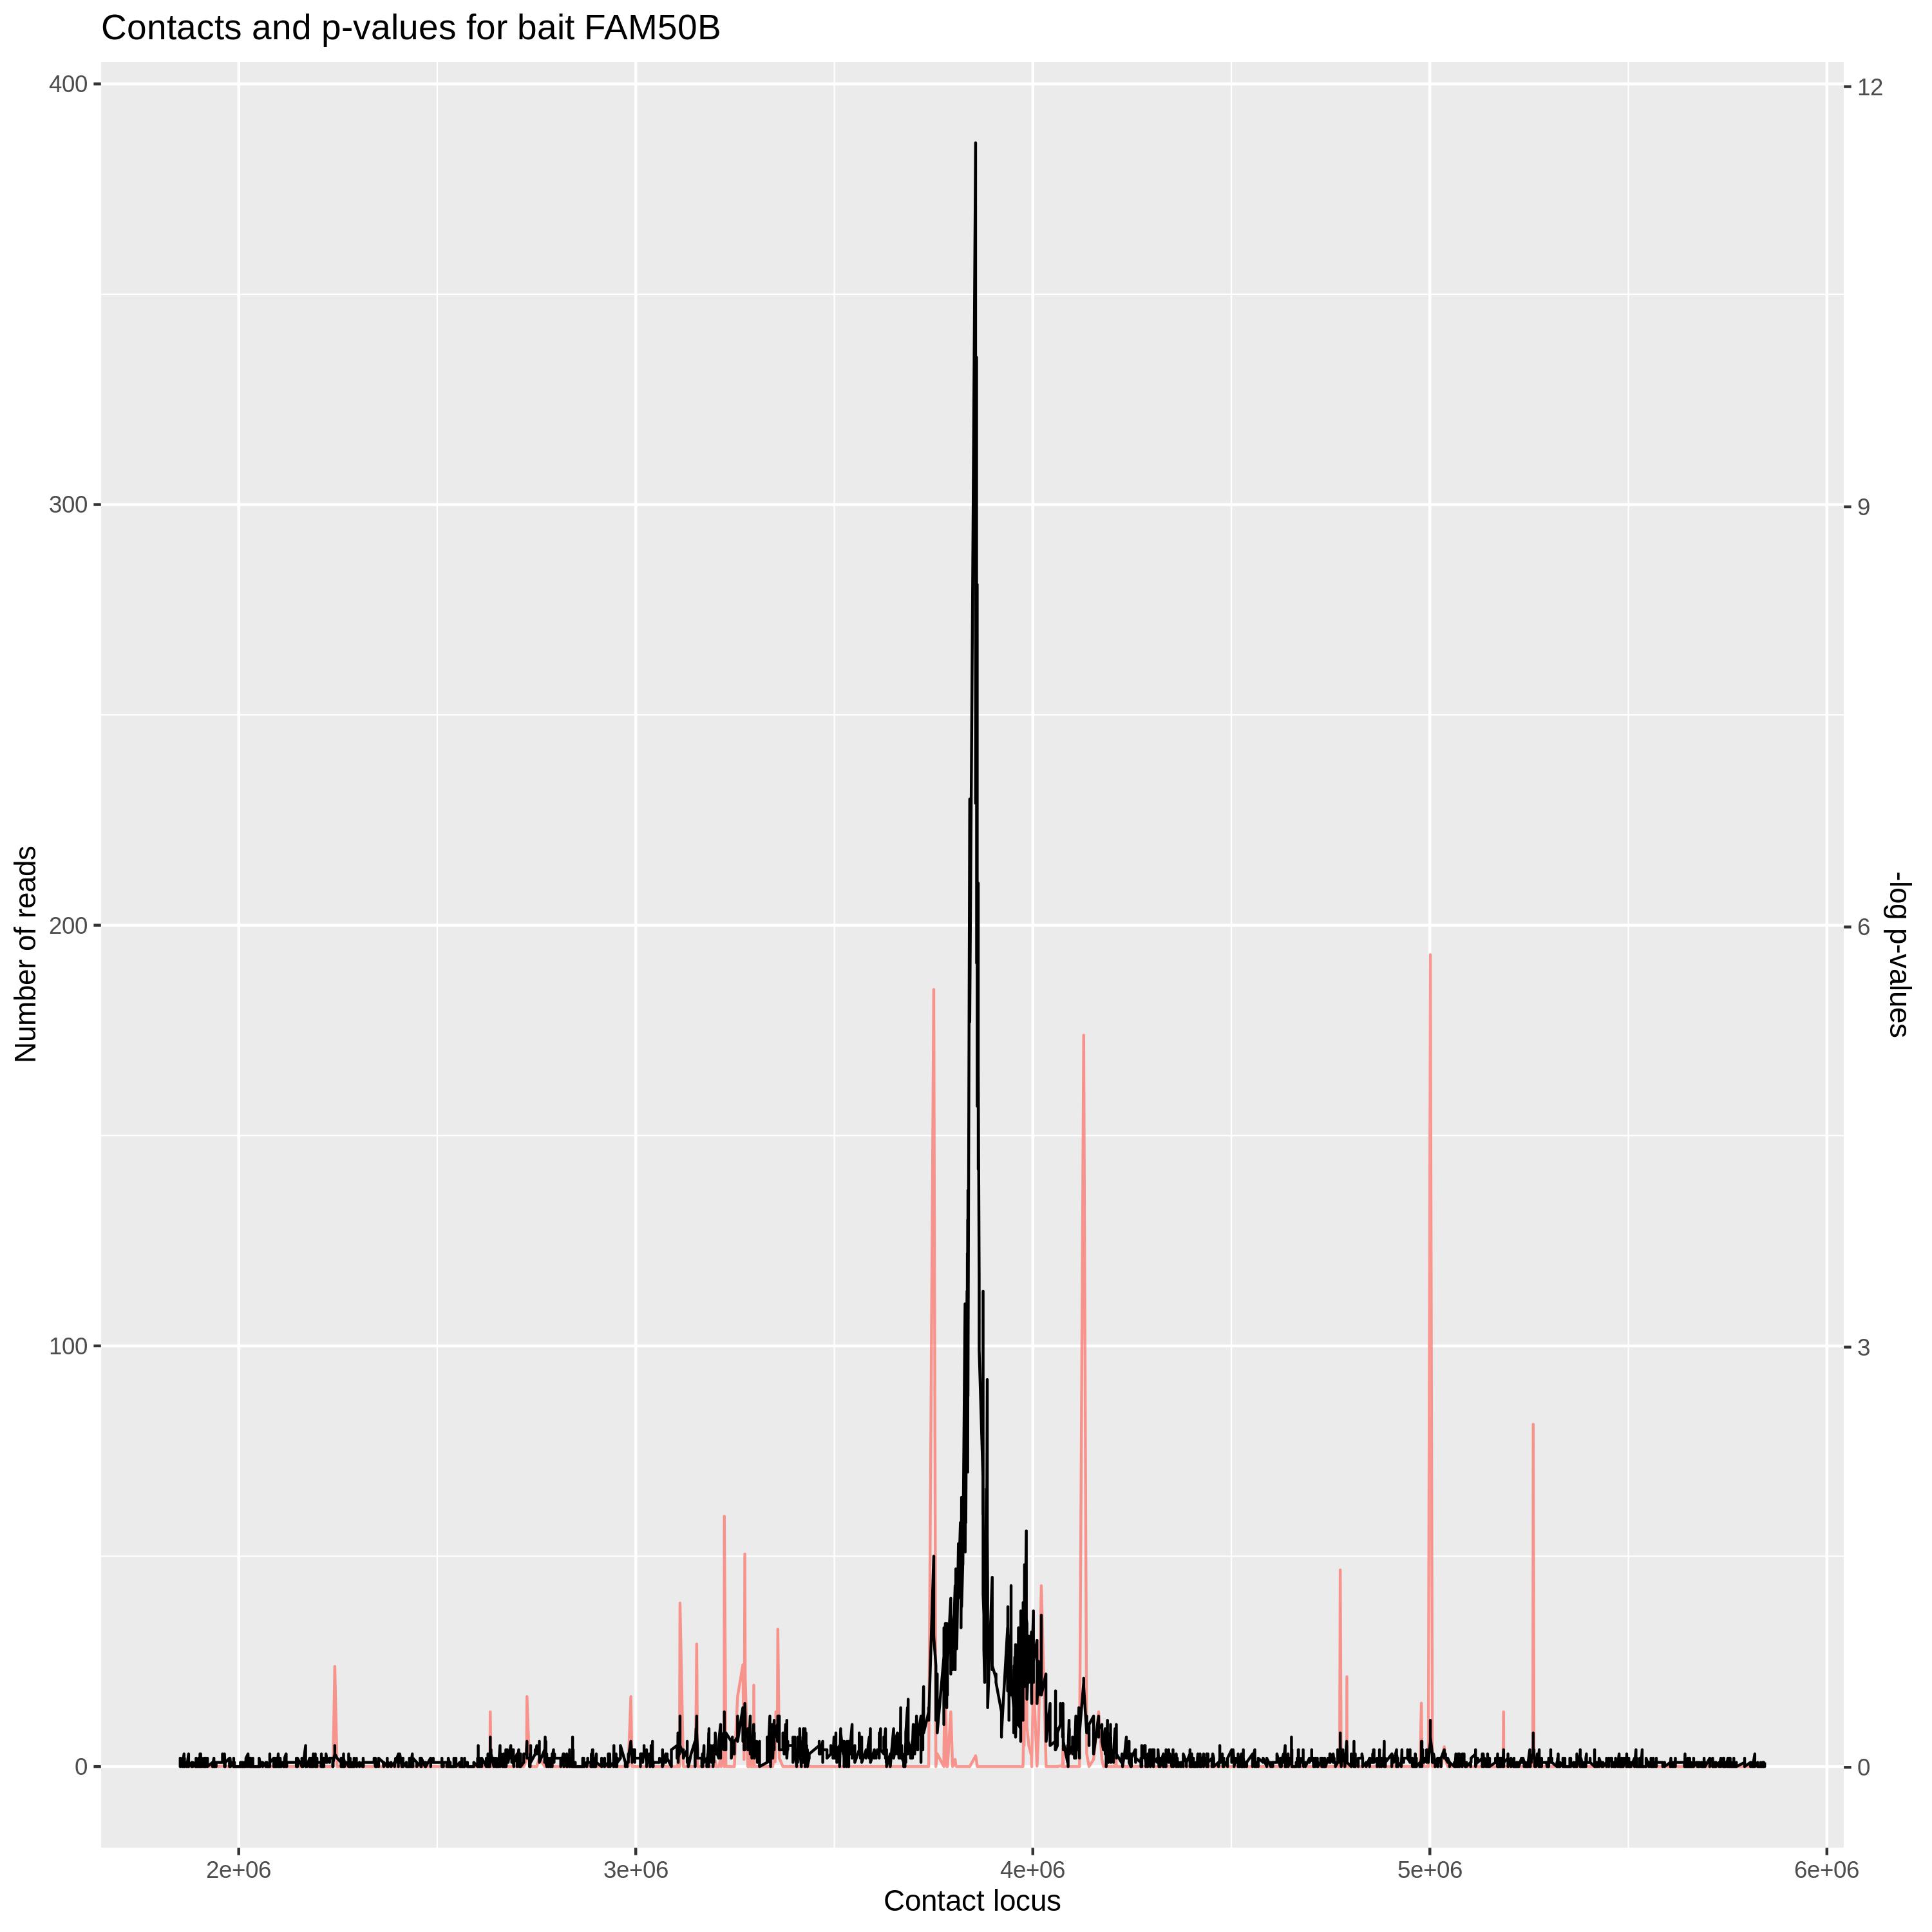 Contacts and p-values for bait FAM50B
400
300
200
100
0
Number of reads
12
9
6
3
0
-log p-values
2e+06
3e+06
4e+06
5e+06
6e+06
Contact locus